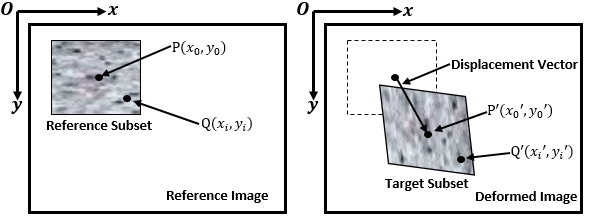 O x
y
P(x₀, y₀)
Q(xᵢ, yᵢ)
Reference Subset
Reference Image
O x
y
Displacement Vector
P′(x₀′, y₀′)
Q′(xᵢ′, yᵢ′)
Target Subset
Deformed Image